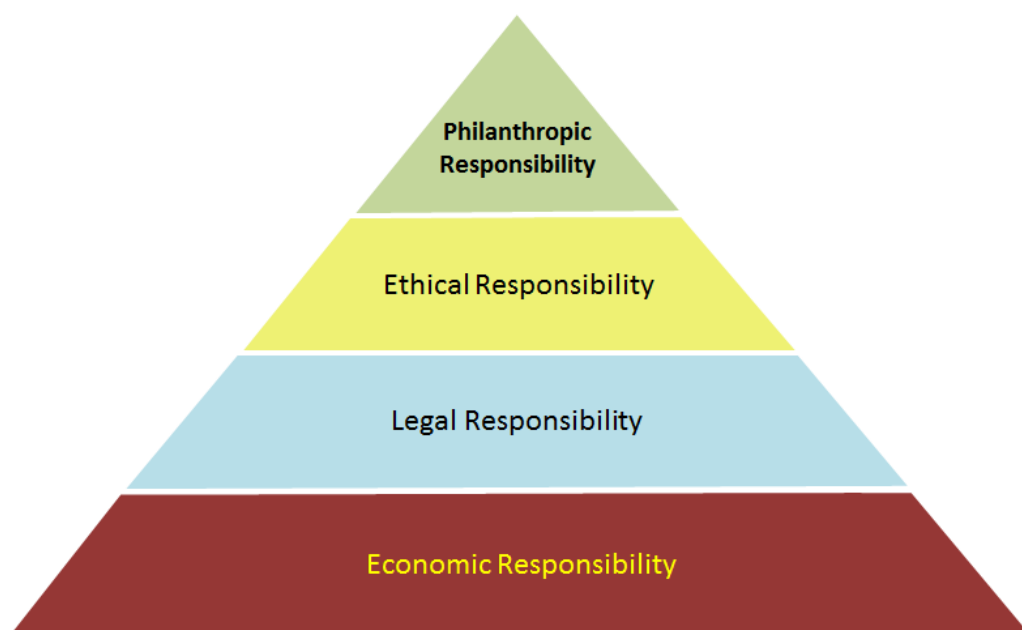 Philanthropic
Responsibility
Ethical Responsibility
Legal Responsibility
Economic Responsibility